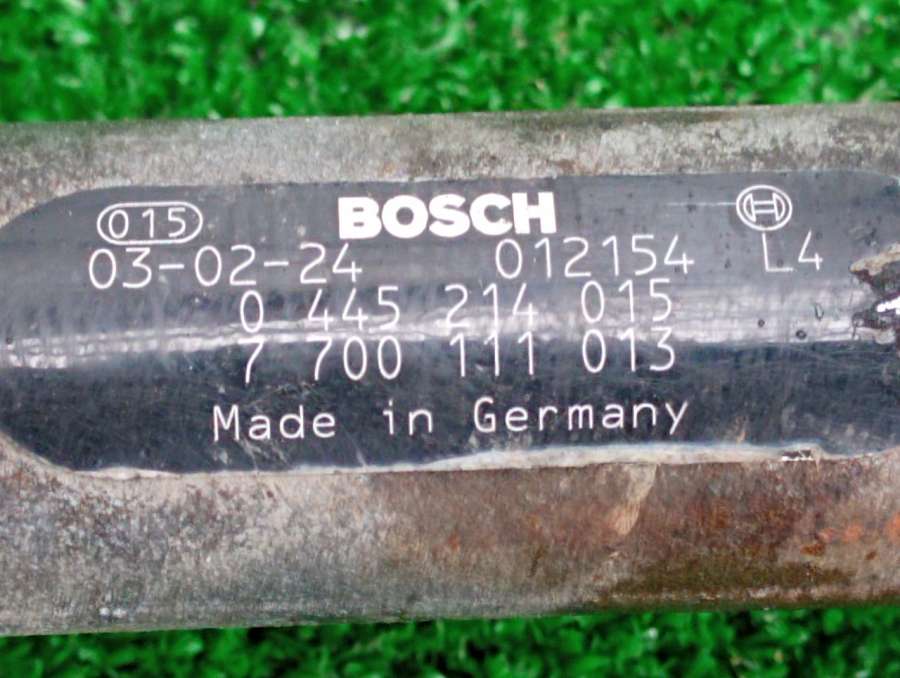 015 BOSCH
03-02-24 012154 L4
0 445 214 015
7 700 111 013
Made in Germany